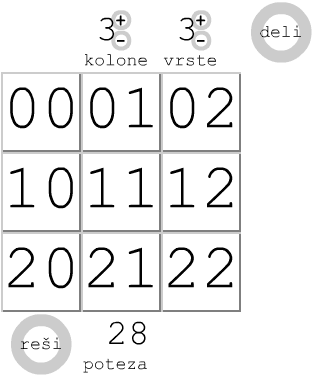 3 + - 3 + -
kolone vrste deli
00 01 02
10 11 12
20 21 22
reši 28
poteza